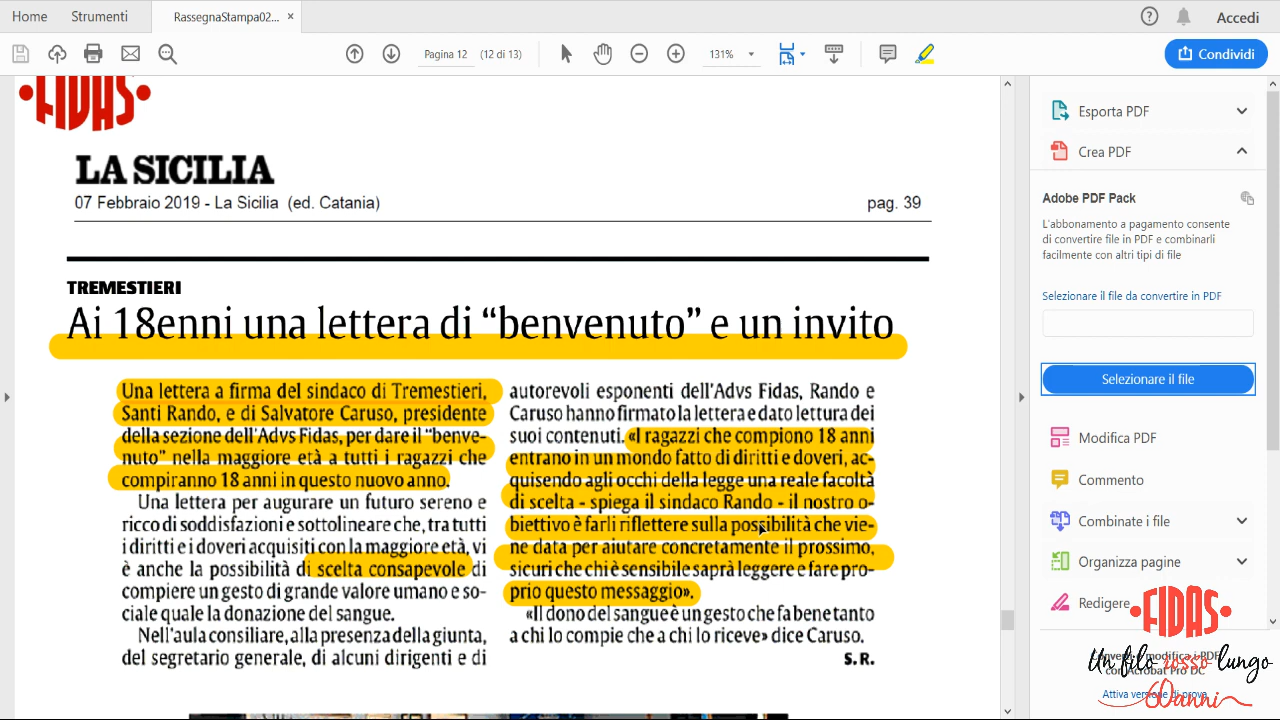 Home Strumenti RassegnaStampa02... × Accedi
Pagina 12 (12 di 13) 131% Condividi
FIDAS
LA SICILIA
07 Febbraio 2019 - La Sicilia (ed. Catania) pag. 39
TREMESTIERI
Ai 18enni una lettera di “benvenuto” e un invito
Una lettera a firma del sindaco di Tremestieri,
Santi Rando, e di Salvatore Caruso, presidente
della sezione dell'Advs Fidas, per dare il “benve-
nuto” nella maggiore età a tutti i ragazzi che
compiranno 18 anni in questo nuovo anno.
Una lettera per augurare un futuro sereno e
ricco di soddisfazioni e sottolineare che, tra tutti
i diritti e i doveri acquisiti con la maggiore età, vi
è anche la possibilità di scelta consapevole di
compiere un gesto di grande valore umano e so-
ciale quale la donazione del sangue.
Nell'aula consiliare, alla presenza della giunta,
del segretario generale, di alcuni dirigenti e di
autorevoli esponenti dell'Advs Fidas, Rando e
Caruso hanno firmato la lettera e dato lettura dei
suoi contenuti. «I ragazzi che compiono 18 anni
entrano in un mondo fatto di diritti e doveri, ac-
quisendo agli occhi della legge una reale facoltà
di scelta - spiega il sindaco Rando - il nostro o-
biettivo è farli riflettere sulla possibilità che vie-
ne data per aiutare concretamente il prossimo,
sicuri che chi è sensibile saprà leggere e fare pro-
prio questo messaggio».
«Il dono del sangue è un gesto che fa bene tanto
a chi lo compie che a chi lo riceve» dice Caruso.
S. R.
Esporta PDF
Crea PDF
Adobe PDF Pack
L'abbonamento a pagamento consente
di convertire file in PDF e combinarli
facilmente con altri tipi di file
Selezionare il file da convertire in PDF
Selezionare il file
Modifica PDF
Commento
Combinate i file
Organizza pagine
Redigere
FIDAS
Un filo rosso lungo
60anni
modifica i PDF
con Acrobat Pro DC
Attiva versione di prova